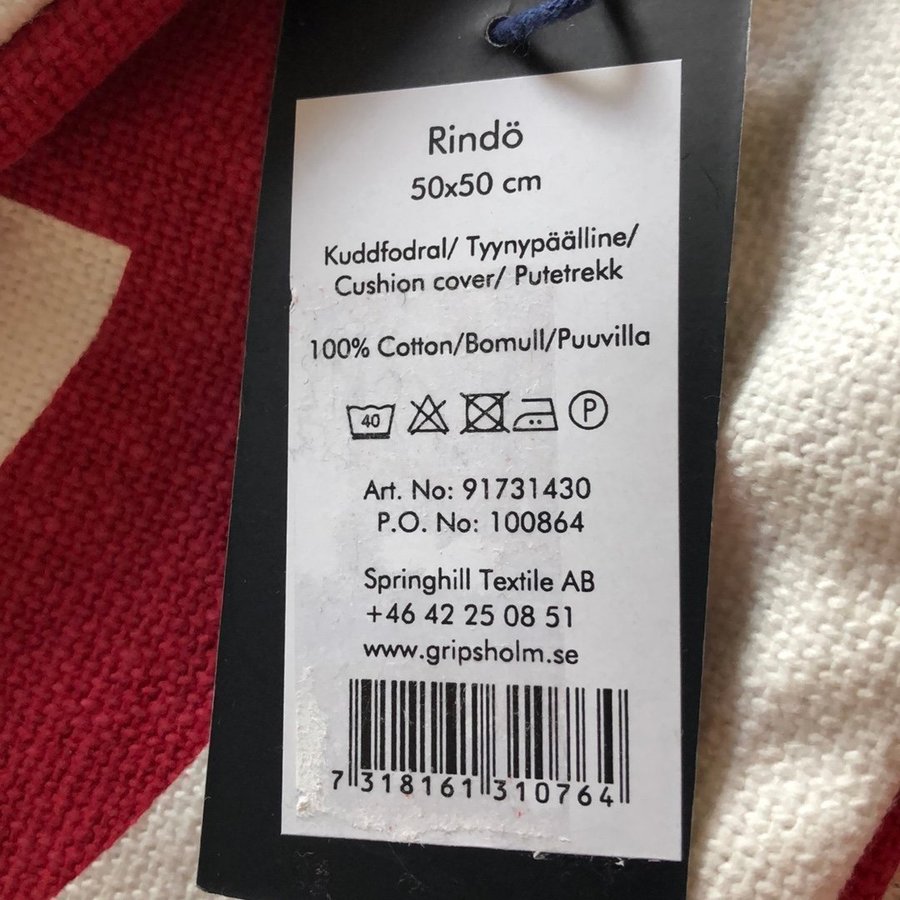 Rindö
50x50 cm
Kuddfodral/ Tyynypäälline/
Cushion cover/ Putetrekk
100% Cotton/Bomull/Puuvilla
40 P
Art. No: 91731430
P.O. No: 100864
Springhill Textile AB
+46 42 25 08 51
www.gripsholm.se
7 318161 310764